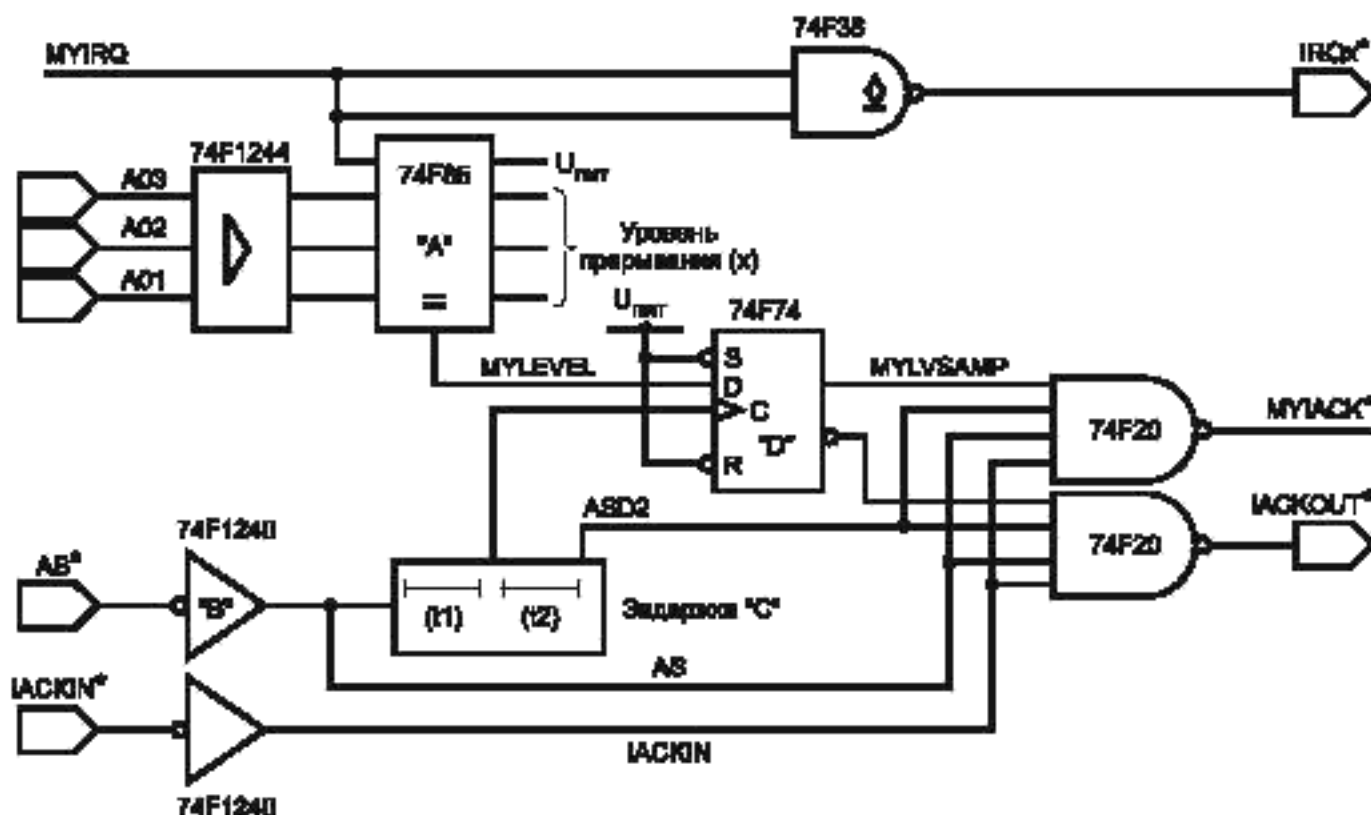 74F38
MYIRQ
IRQx*
74F1244
A03
A02
A01
74F85
"A"
=
Uпит
Уровень
прерывания (x)
Uпит
74F74
S
D
C
"D"
R
MYLEVEL
MYLVSAMP
74F20
MYIACK*
ASD2
74F20
IACKOUT*
74F1240
AS*
"B"
(t1)
(t2)
Задержка "C"
AS
IACKIN*
IACKIN
74F1240